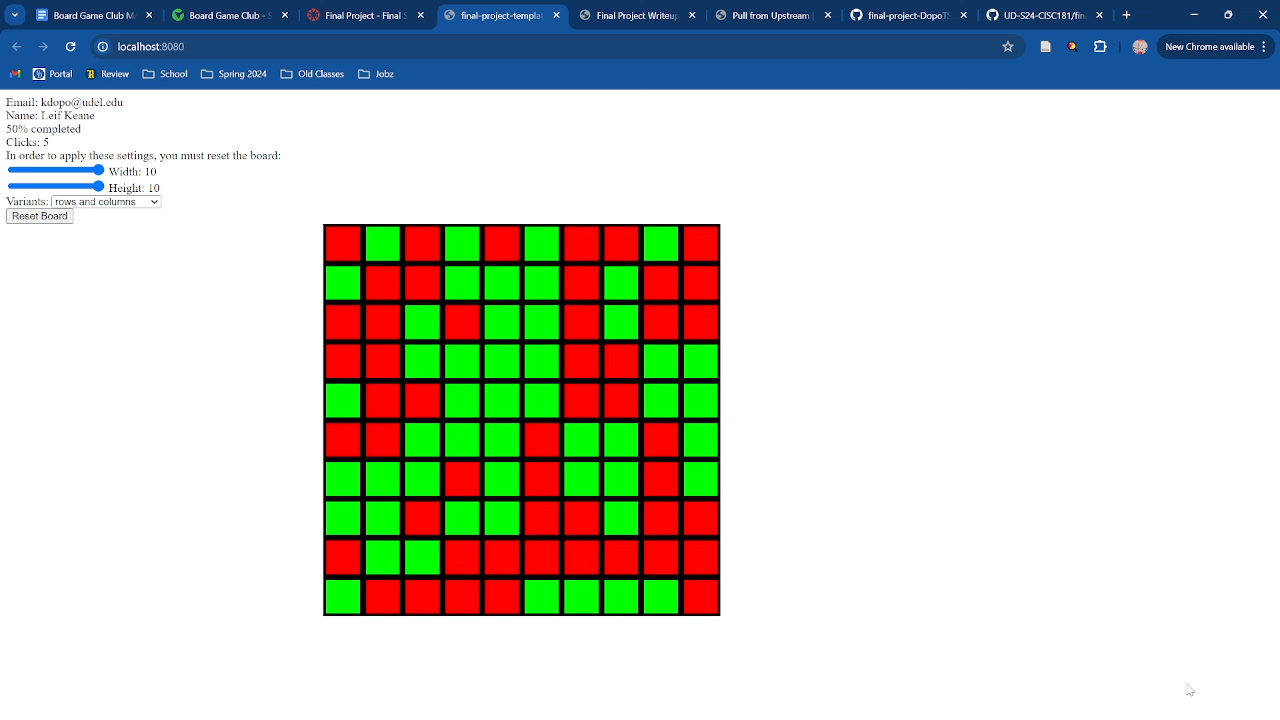 Board Game Club M
Board Game Club - S
Final Project - Final S
final-project-templat
Final Project Writeup
Pull from Upstream
final-project-DopoTS
UD-S24-CISC181/fin
localhost:8080
New Chrome available
Portal
Review
School
Spring 2024
Old Classes
Jobz
Email: kdopo@udel.edu
Name: Leif Keane
50% completed
Clicks: 5
In order to apply these settings, you must reset the board:
Width: 10
Height: 10
Variants: rows and columns
Reset Board